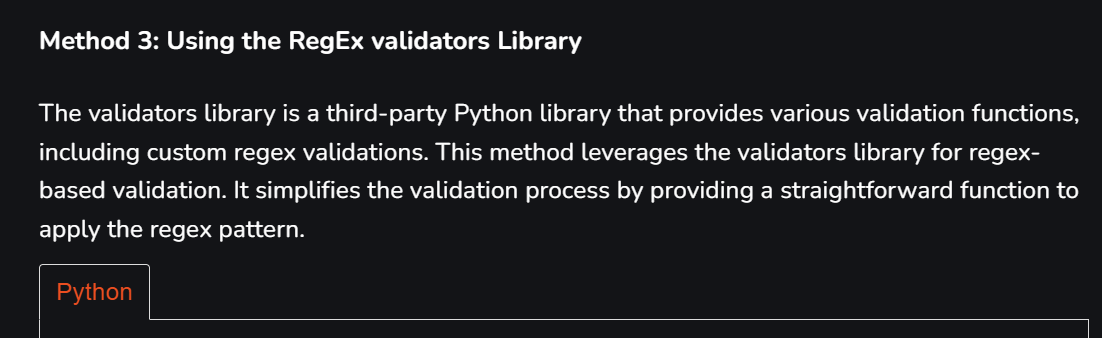 Method 3: Using the RegEx validators Library
The validators library is a third-party Python library that provides various validation functions,
including custom regex validations. This method leverages the validators library for regex-
based validation. It simplifies the validation process by providing a straightforward function to
apply the regex pattern.
Python